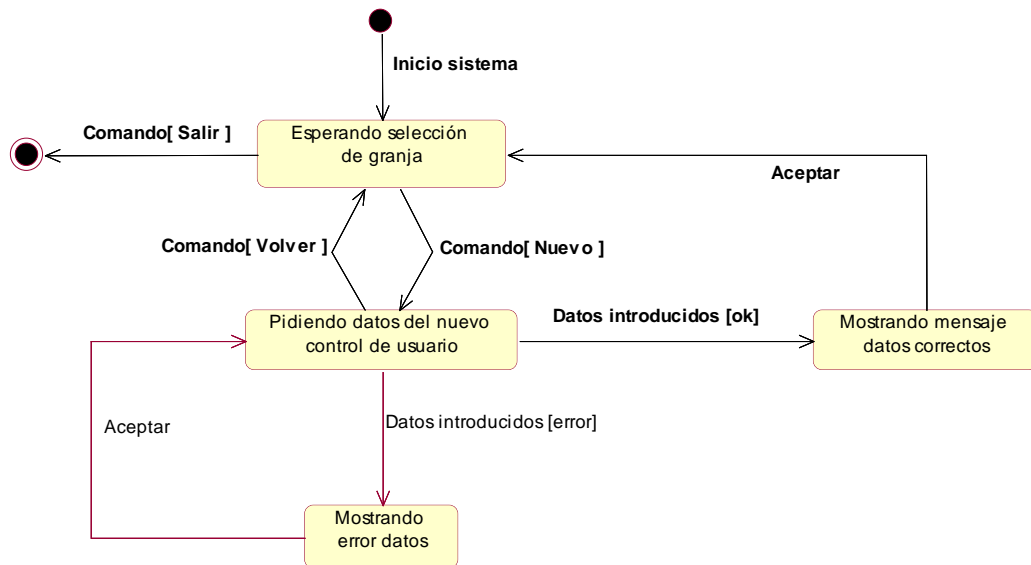 Inicio sistema
Comando[ Salir ]
Esperando selección
de granja
Aceptar
Comando[ Volver ]
Comando[ Nuevo ]
Pidiendo datos del nuevo
control de usuario
Datos introducidos [ok]
Mostrando mensaje
datos correctos
Aceptar
Datos introducidos [error]
Mostrando
error datos